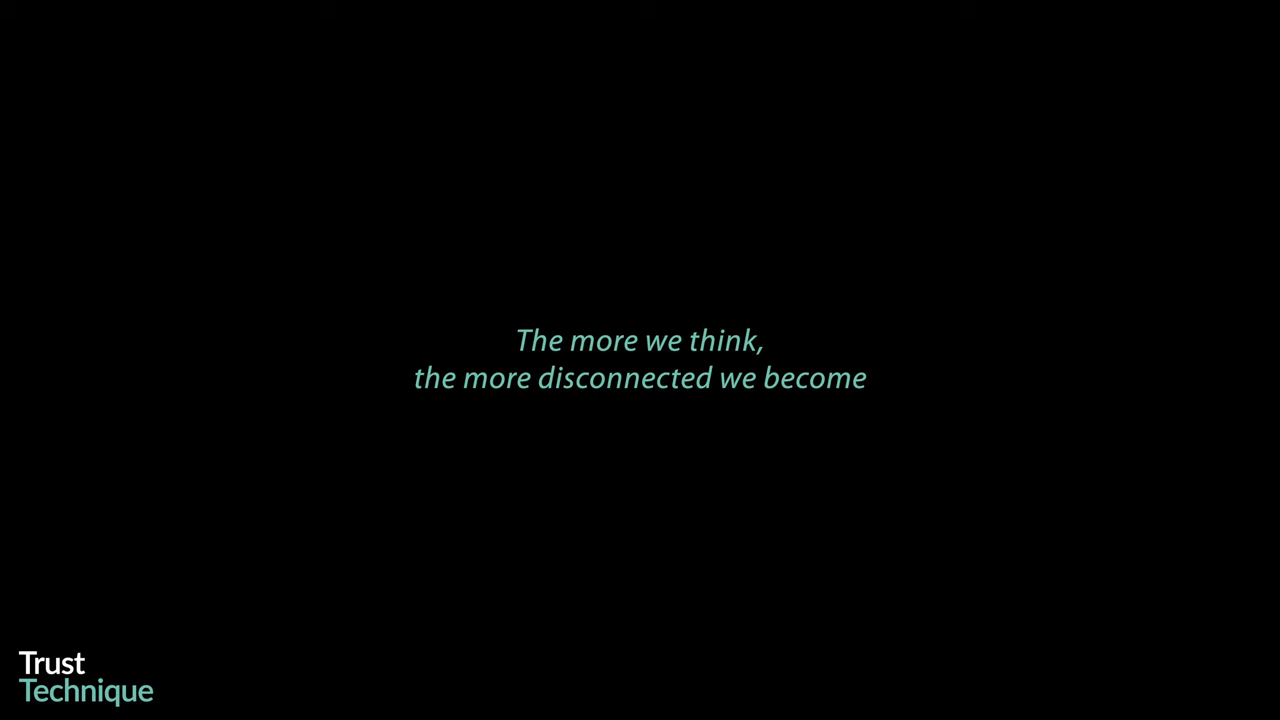 The more we think,
the more disconnected we become
Trust
Technique